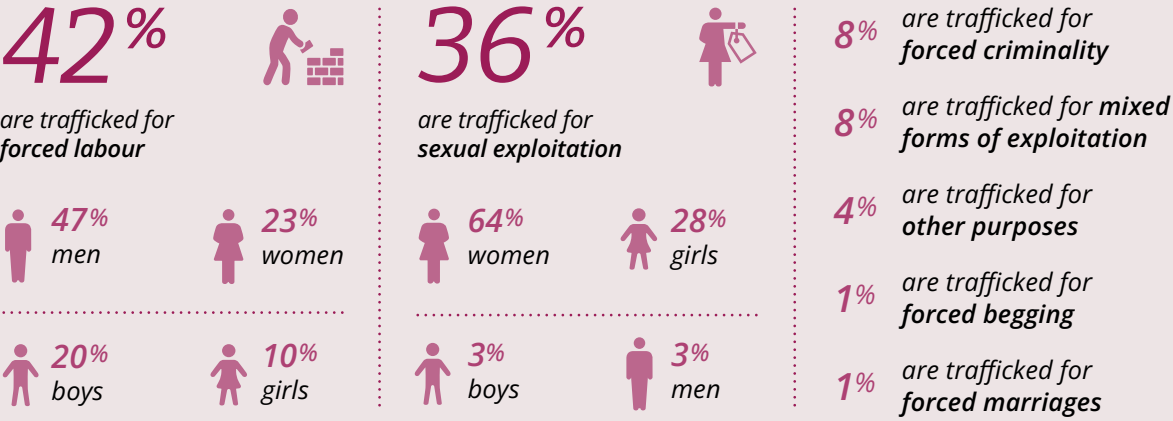 42%
are trafficked for
forced labour
47%
men
23%
women
20%
boys
10%
girls
36%
are trafficked for
sexual exploitation
64%
women
28%
girls
3%
boys
3%
men
8%
are trafficked for
forced criminality
8%
are trafficked for mixed
forms of exploitation
4%
are trafficked for
other purposes
1%
are trafficked for
forced begging
1%
are trafficked for
forced marriages